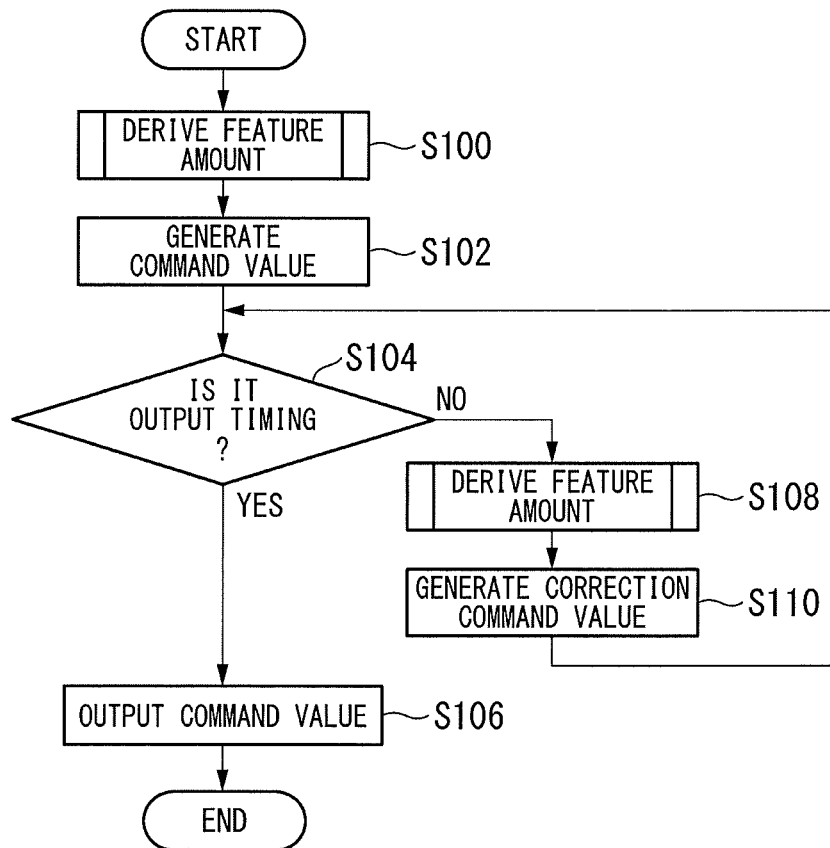 START
DERIVE FEATURE
AMOUNT
S100
GENERATE
COMMAND VALUE
S102
S104
IS IT
OUTPUT TIMING
?
NO
YES
DERIVE FEATURE
AMOUNT
S108
GENERATE CORRECTION
COMMAND VALUE
S110
OUTPUT COMMAND VALUE
S106
END